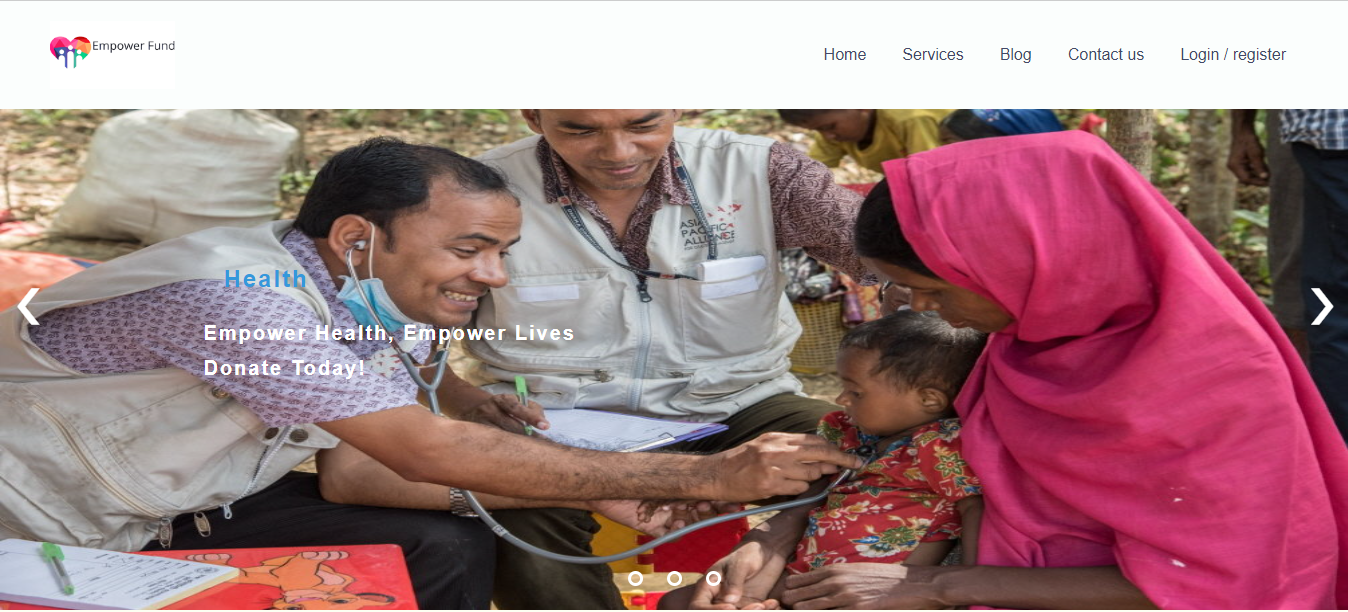 Empower Fund
Home Services Blog Contact us Login / register
ASIA
PACIFIC
ALLIANCE
Health
Empower Health, Empower Lives
Donate Today!